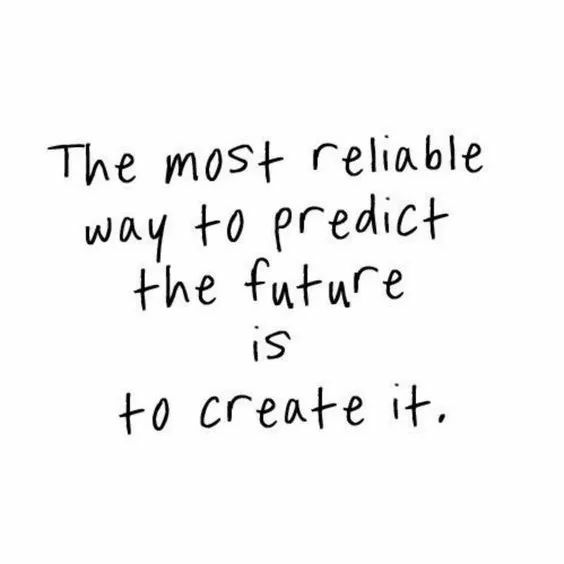 The most reliable
way to predict
the future
is
to create it.